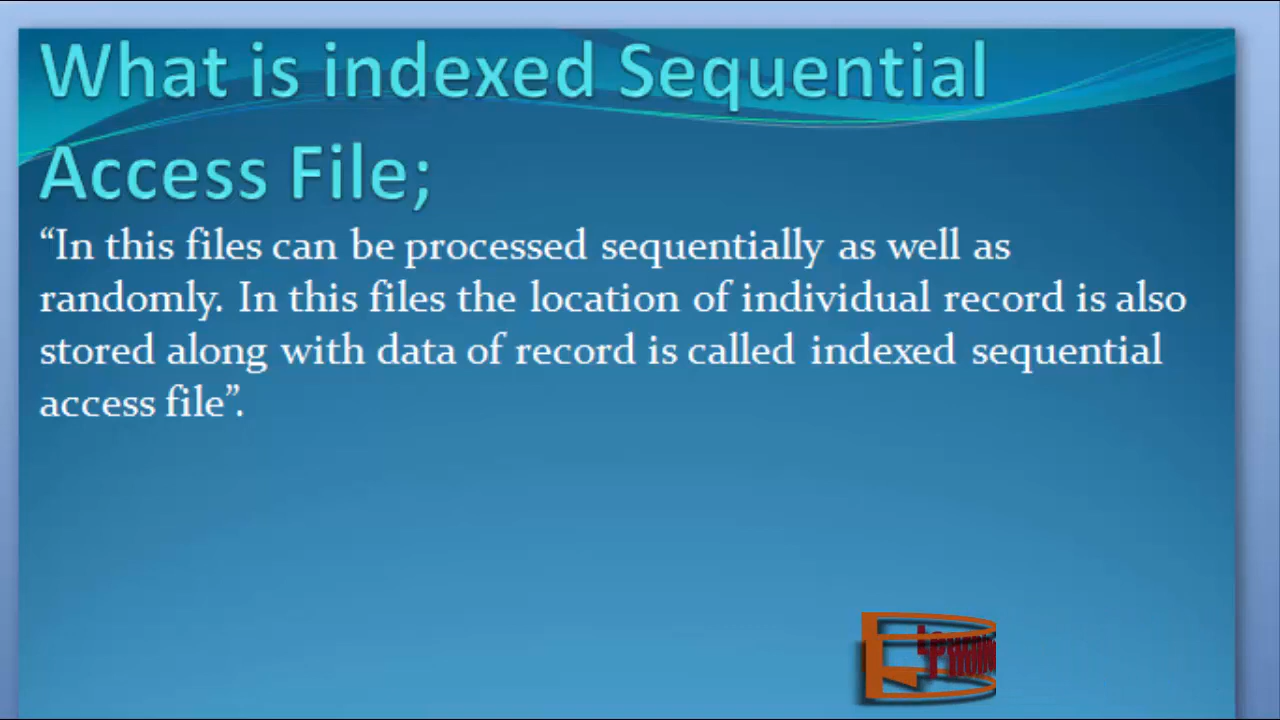 What is indexed Sequential
Access File;
“In this files can be processed sequentially as well as
randomly. In this files the location of individual record is also
stored along with data of record is called indexed sequential
access file”.